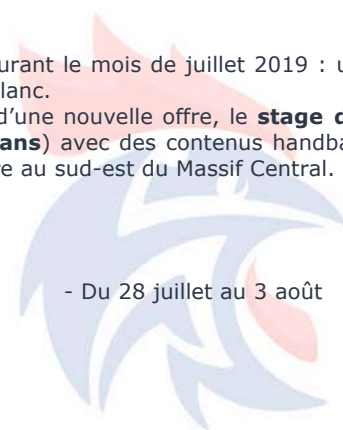 urant le mois de juillet 2019 : u
lanc.
d’une nouvelle offre, le stage d
ans) avec des contenus handba
re au sud-est du Massif Central.
- Du 28 juillet au 3 août